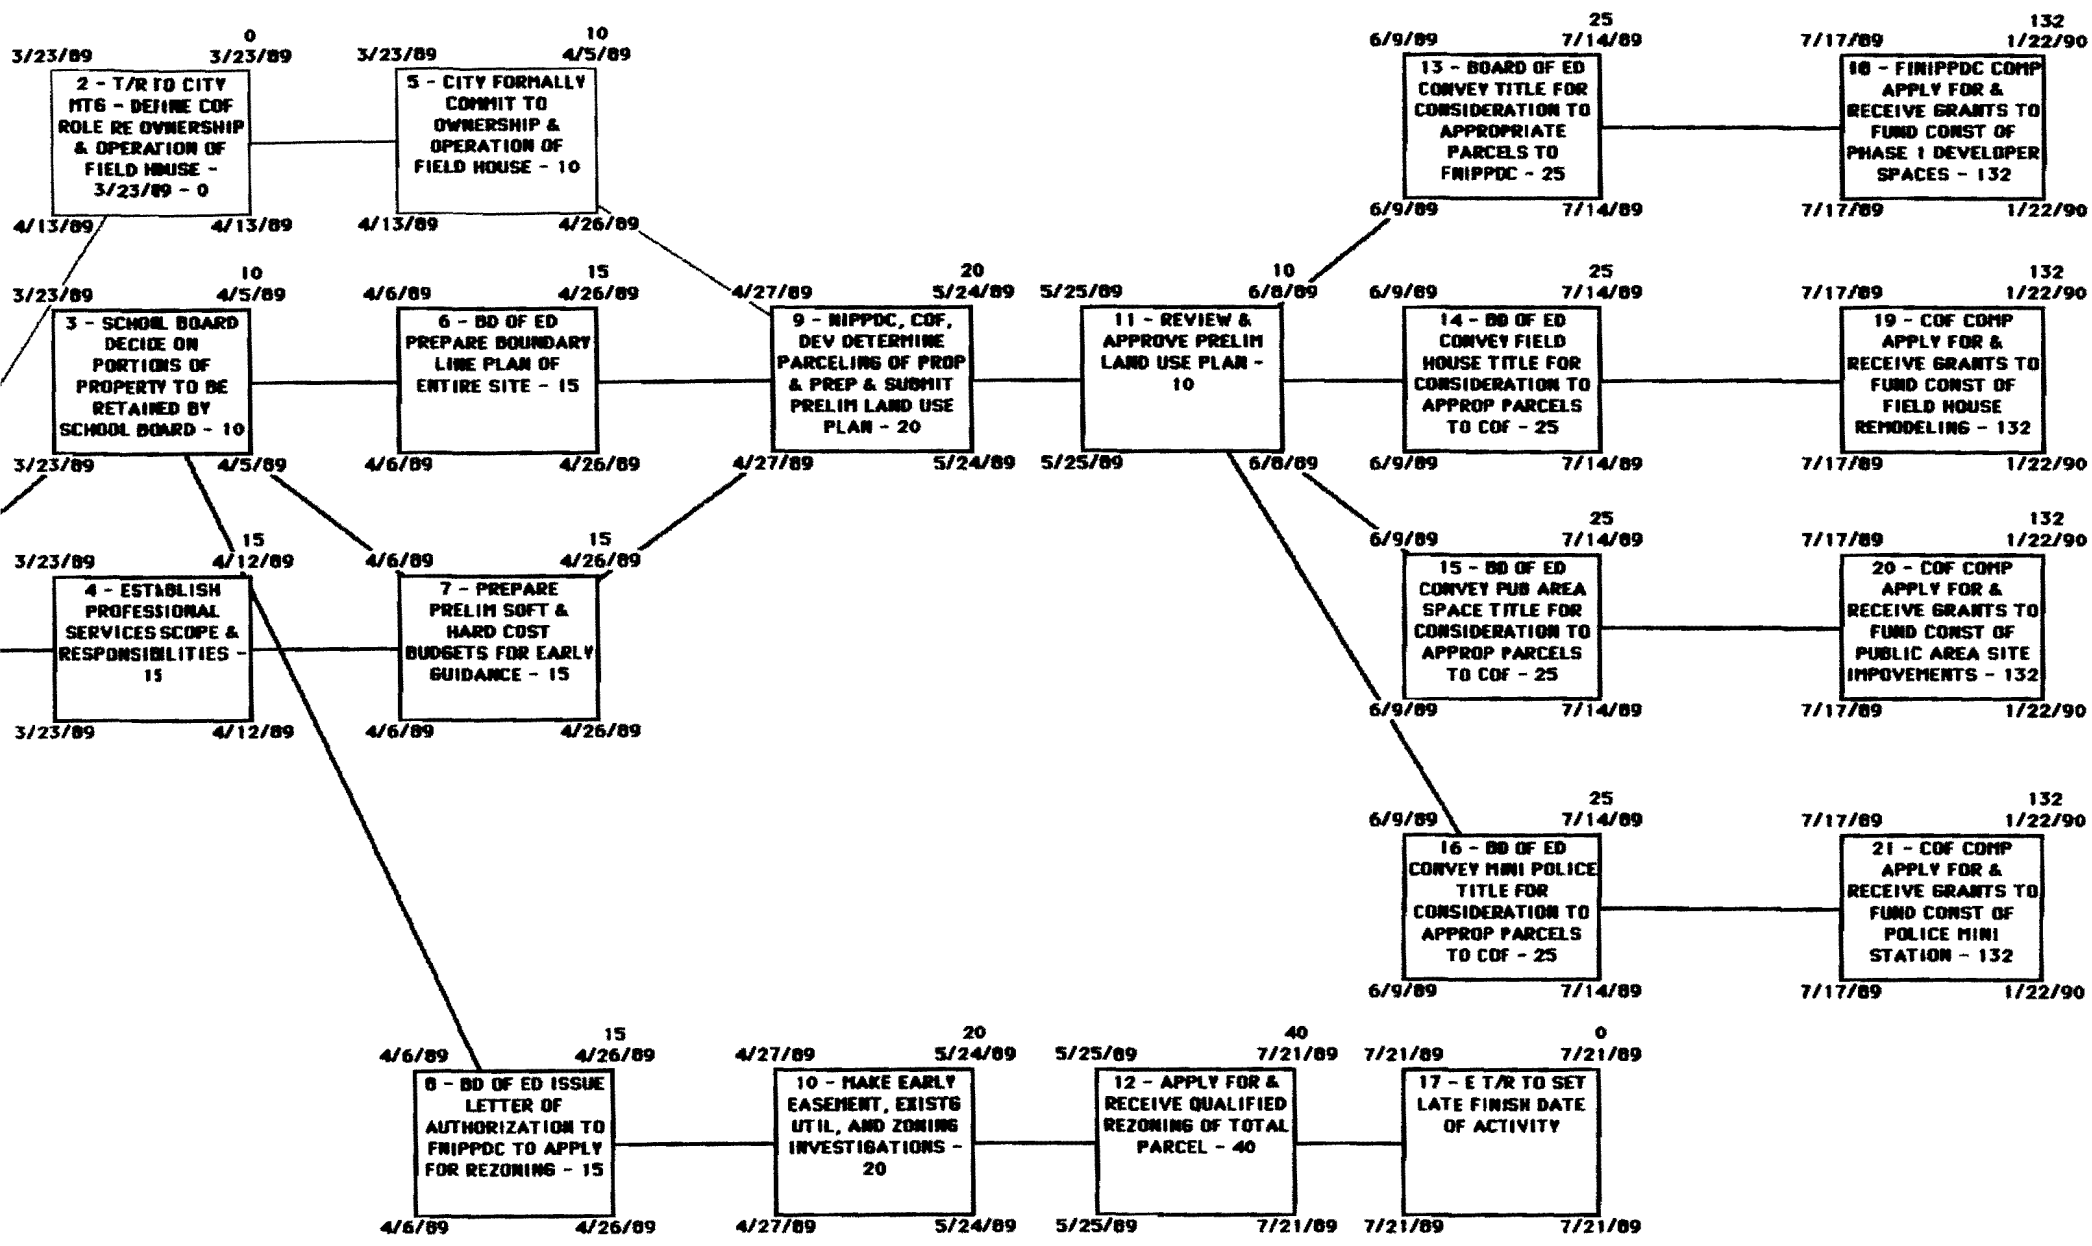 0
3/23/89 3/23/89
2 - T/R TO CITY
MTG - DEFINE COF
ROLE RE OWNERSHIP
& OPERATION OF
FIELD HOUSE -
3/23/89 - 0
4/13/89 4/13/89
10
3/23/89 4/5/89
5 - CITY FORMALLY
COMMIT TO
OWNERSHIP &
OPERATION OF
FIELD HOUSE - 10
4/13/89 4/26/89
25
6/9/89 7/14/89
13 - BOARD OF ED
CONVEY TITLE FOR
CONSIDERATION TO
APPROPRIATE
PARCELS TO
FNIPPDC - 25
6/9/89 7/14/89
132
7/17/89 1/22/90
18 - FINIPPDC COMP
APPLY FOR &
RECEIVE GRANTS TO
FUND CONST OF
PHASE 1 DEVELOPER
SPACES - 132
7/17/89 1/22/90
10
3/23/89 4/5/89
3 - SCHOOL BOARD
DECIDE ON
PORTIONS OF
PROPERTY TO BE
RETAINED BY
SCHOOL BOARD - 10
3/23/89 4/5/89
15
4/6/89 4/26/89
6 - BD OF ED
PREPARE BOUNDARY
LINE PLAN OF
ENTIRE SITE - 15
4/6/89 4/26/89
20
4/27/89 5/24/89
9 - NIPPDC, COF,
DEV DETERMINE
PARCELING OF PROP
& PREP & SUBMIT
PRELIM LAND USE
PLAN - 20
4/27/89 5/24/89
10
5/25/89 6/8/89
11 - REVIEW &
APPROVE PRELIM
LAND USE PLAN -
10
5/25/89 6/8/89
25
6/9/89 7/14/89
14 - BD OF ED
CONVEY FIELD
HOUSE TITLE FOR
CONSIDERATION TO
APPROP PARCELS
TO COF - 25
6/9/89 7/14/89
132
7/17/89 1/22/90
19 - COF COMP
APPLY FOR &
RECEIVE GRANTS TO
FUND CONST OF
FIELD HOUSE
REMODELING - 132
7/17/89 1/22/90
15
3/23/89 4/12/89
4 - ESTABLISH
PROFESSIONAL
SERVICES SCOPE &
RESPONSIBILITIES -
15
3/23/89 4/12/89
15
4/6/89 4/26/89
7 - PREPARE
PRELIM SOFT &
HARD COST
BUDGETS FOR EARLY
GUIDANCE - 15
4/6/89 4/26/89
25
6/9/89 7/14/89
15 - BD OF ED
CONVEY PUB AREA
SPACE TITLE FOR
CONSIDERATION TO
APPROP PARCELS
TO COF - 25
6/9/89 7/14/89
132
7/17/89 1/22/90
20 - COF COMP
APPLY FOR &
RECEIVE GRANTS TO
FUND CONST OF
PUBLIC AREA SITE
IMPOVEMENTS - 132
7/17/89 1/22/90
25
6/9/89 7/14/89
16 - BD OF ED
CONVEY MINI POLICE
TITLE FOR
CONSIDERATION TO
APPROP PARCELS
TO COF - 25
6/9/89 7/14/89
132
7/17/89 1/22/90
21 - COF COMP
APPLY FOR &
RECEIVE GRANTS TO
FUND CONST OF
POLICE MINI
STATION - 132
7/17/89 1/22/90
15
4/6/89 4/26/89
8 - BD OF ED ISSUE
LETTER OF
AUTHORIZATION TO
FNIPPDC TO APPLY
FOR REZONING - 15
4/6/89 4/26/89
20
4/27/89 5/24/89
10 - MAKE EARLY
EASEMENT, EXISTG
UTIL, AND ZONING
INVESTIGATIONS -
20
4/27/89 5/24/89
40
5/25/89 7/21/89
12 - APPLY FOR &
RECEIVE QUALIFIED
REZONING OF TOTAL
PARCEL - 40
5/25/89 7/21/89
0
7/21/89 7/21/89
17 - E T/R TO SET
LATE FINISH DATE
OF ACTIVITY
7/21/89 7/21/89